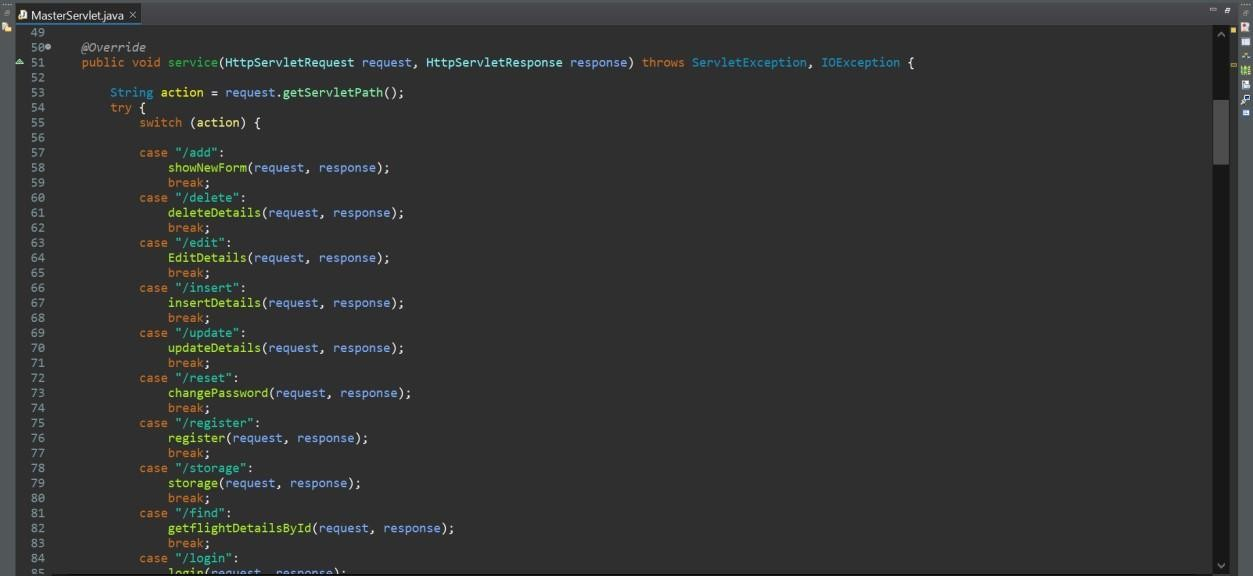 MasterServlet.java
49
50 @Override
51 public void service(HttpServletRequest request, HttpServletResponse response) throws ServletException, IOException {
52
53 String action = request.getServletPath();
54 try {
55 switch (action) {
56
57 case "/add":
58 showNewForm(request, response);
59 break;
60 case "/delete":
61 deleteDetails(request, response);
62 break;
63 case "/edit":
64 EditDetails(request, response);
65 break;
66 case "/insert":
67 insertDetails(request, response);
68 break;
69 case "/update":
70 updateDetails(request, response);
71 break;
72 case "/reset":
73 changePassword(request, response);
74 break;
75 case "/register":
76 register(request, response);
77 break;
78 case "/storage":
79 storage(request, response);
80 break;
81 case "/find":
82 getflightDetailsById(request, response);
83 break;
84 case "/login":
85 login(request, response);